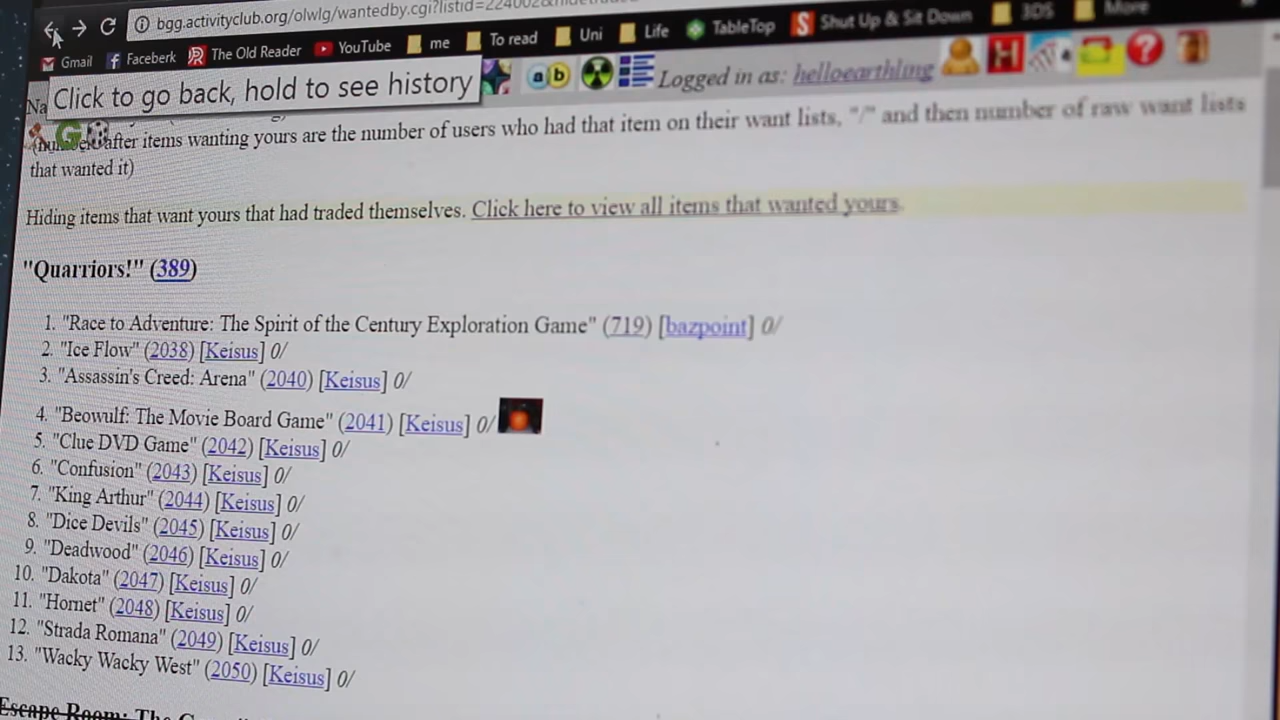 bgg.activityclub.org/olwlg/wantedby.cgi?listid=
Gmail Faceberk The Old Reader YouTube me To read Uni Life TableTop Shut Up & Sit Down 3DS More
Click to go back, hold to see history
Na
Logged in as: helloearthling
after items wanting yours are the number of users who had that item on their want lists, "/" and then number of raw want lists
that wanted it)
Hiding items that want yours that had traded themselves. Click here to view all items that wanted yours.
"Quarriors!" (389)
1. "Race to Adventure: The Spirit of the Century Exploration Game" (719) [bazpoint] 0/
2. "Ice Flow" (2038) [Keisus] 0/
3. "Assassin's Creed: Arena" (2040) [Keisus] 0/
4. "Beowulf: The Movie Board Game" (2041) [Keisus] 0/
5. "Clue DVD Game" (2042) [Keisus] 0/
6. "Confusion" (2043) [Keisus] 0/
7. "King Arthur" (2044) [Keisus] 0/
8. "Dice Devils" (2045) [Keisus] 0/
9. "Deadwood" (2046) [Keisus] 0/
10. "Dakota" (2047) [Keisus] 0/
11. "Hornet" (2048) [Keisus] 0/
12. "Strada Romana" (2049) [Keisus] 0/
13. "Wacky Wacky West" (2050) [Keisus] 0/
Escape Room: The